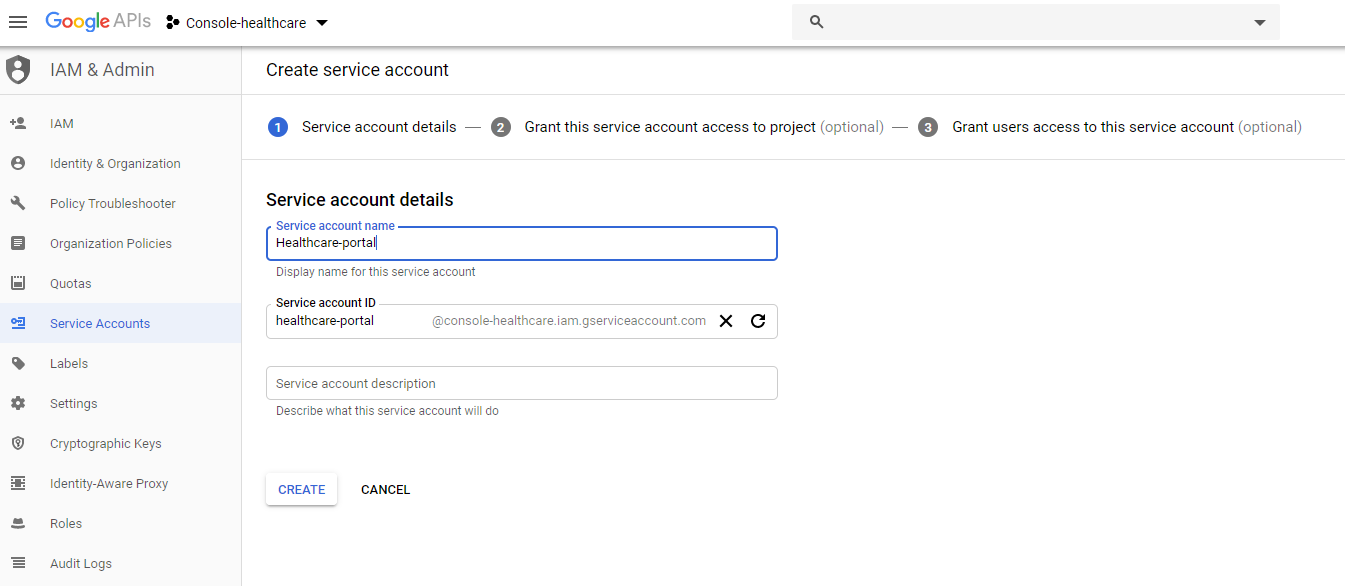 Google APIs Console-healthcare
IAM & Admin
Create service account
IAM
Identity & Organization
Policy Troubleshooter
Organization Policies
Quotas
Service Accounts
Labels
Settings
Cryptographic Keys
Identity-Aware Proxy
Roles
Audit Logs
1 Service account details — 2 Grant this service account access to project (optional) — 3 Grant users access to this service account (optional)
Service account details
Service account name
Healthcare-portal
Display name for this service account
Service account ID
healthcare-portal @console-healthcare.iam.gserviceaccount.com
Service account description
Describe what this service account will do
CREATE CANCEL